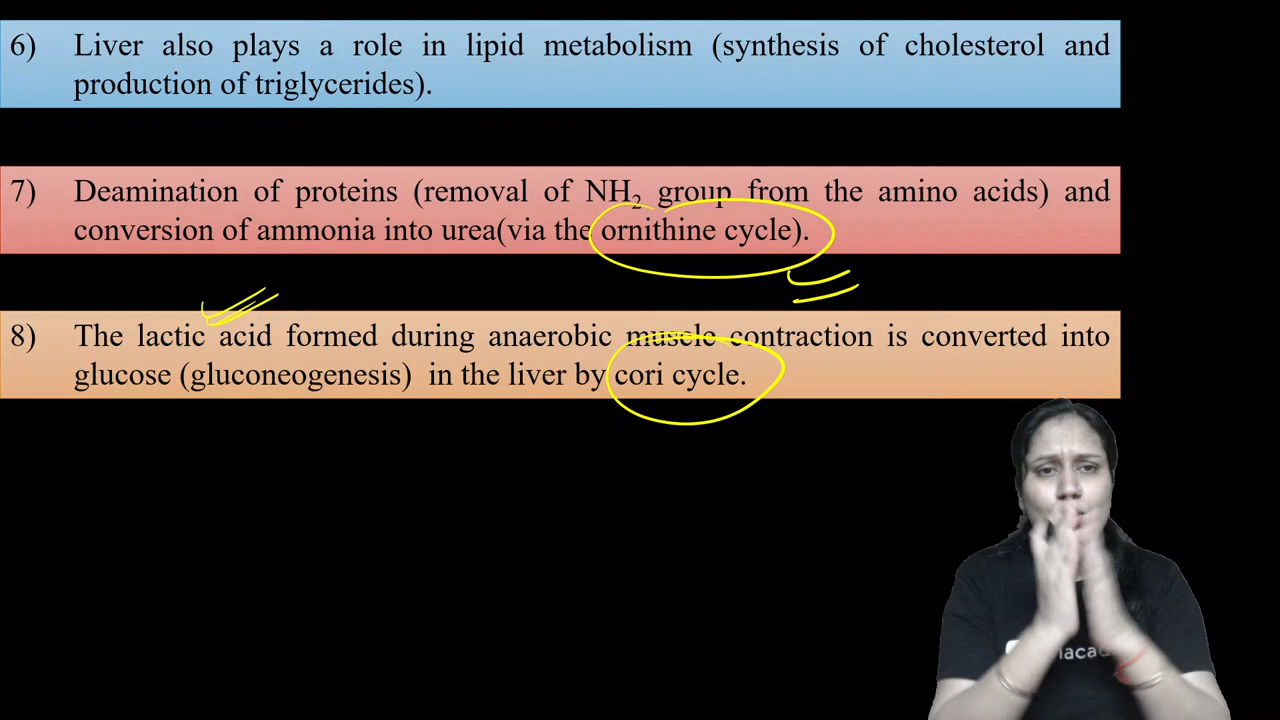 6) Liver also plays a role in lipid metabolism (synthesis of cholesterol and
production of triglycerides).
7) Deamination of proteins (removal of NH₂ group from the amino acids) and
conversion of ammonia into urea(via the ornithine cycle).
8) The lactic acid formed during anaerobic muscle contraction is converted into
glucose (gluconeogenesis) in the liver by cori cycle.